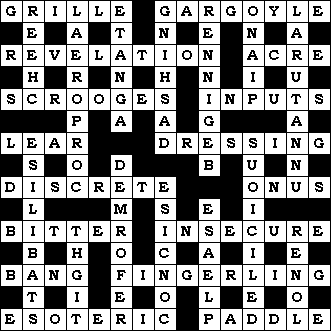 GRILLE GARGOYLE
E A T N E N A
REVELATION ACRE
H R N H N I U
SCROOGES INPUTS
P A A G A
LEAR DRESSING
S O D B U N
DISCRETE ONUS
L M S E I
BITTER INSECURE
B H O C A I E
BANG FINGERLING
T I E O L E O
ESOTERIC PADDLE